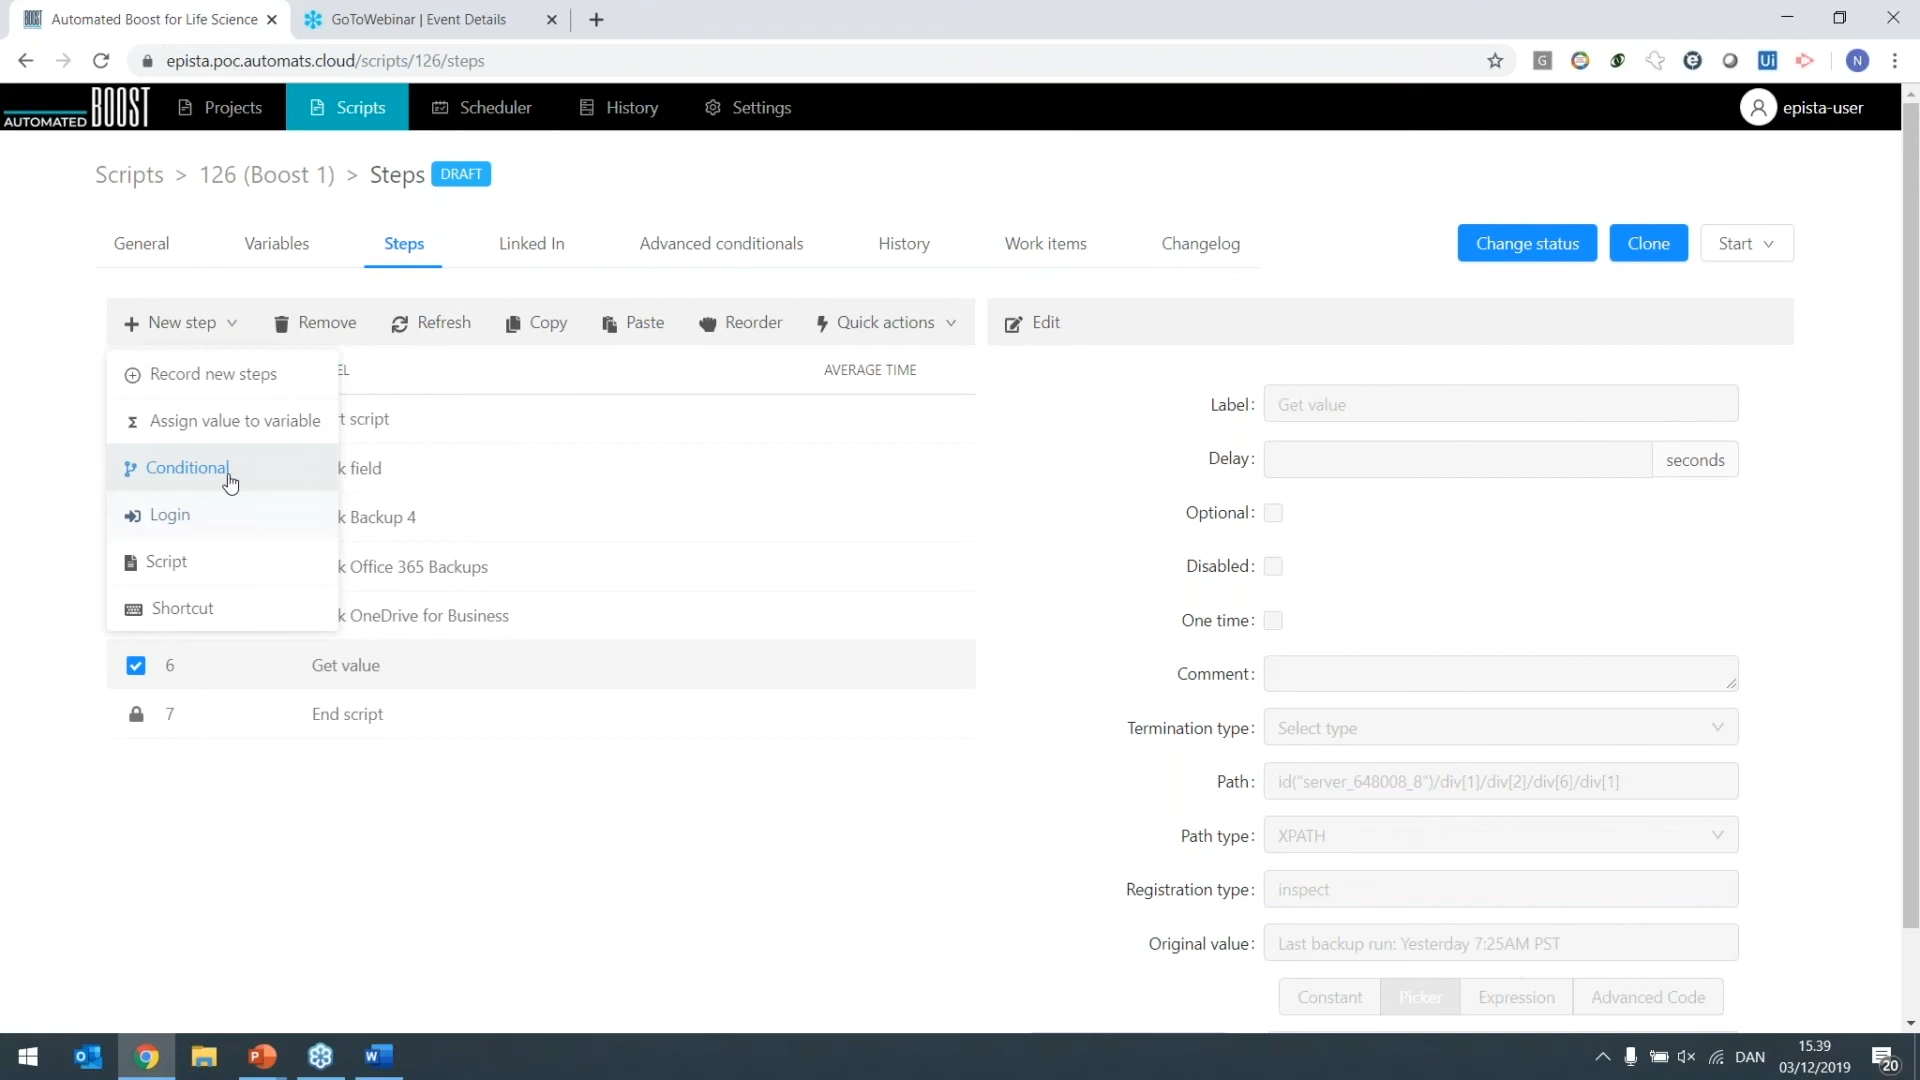 Automated Boost for Life Science
GoToWebinar | Event Details
epista.poc.automats.cloud/scripts/126/steps
G
Ui
N
AUTOMATED BOOST
Projects
Scripts
Scheduler
History
Settings
epista-user
Scripts > 126 (Boost 1) > Steps DRAFT
General
Variables
Steps
Linked In
Advanced conditionals
History
Work items
Changelog
Change status
Clone
Start
New step
Remove
Refresh
Copy
Paste
Reorder
Quick actions
Edit
Record new steps
Assign value to variable
Conditional
Login
Script
Shortcut
EL
AVERAGE TIME
t script
k field
k Backup 4
k Office 365 Backups
k OneDrive for Business
6 Get value
7 End script
Label: Get value
Delay: seconds
Optional:
Disabled:
One time:
Comment:
Termination type: Select type
Path: id("server_648008_8")/div[1]/div[2]/div[6]/div[1]
Path type: XPATH
Registration type: inspect
Original value: Last backup run: Yesterday 7:25AM PST
Constant
Picker
Expression
Advanced Code
DAN
15.39
03/12/2019
20